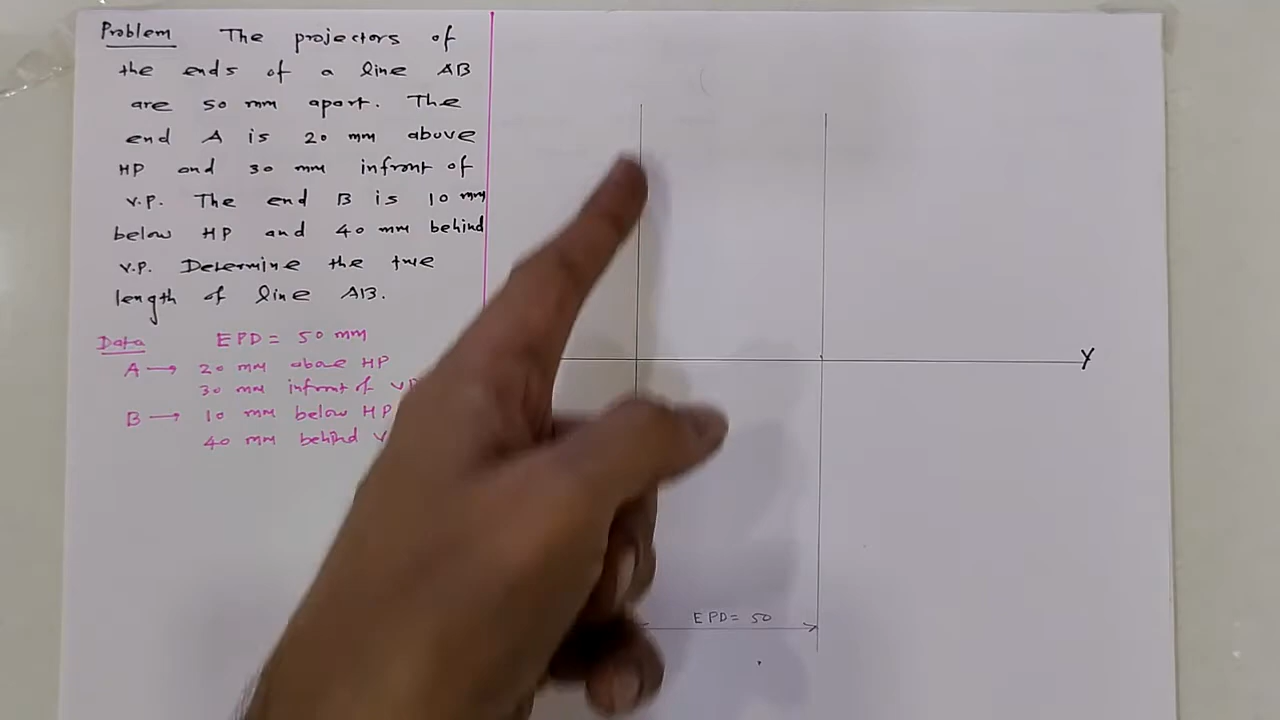 Problem The projectors of
the ends of a line AB
are 50 mm apart. The
end A is 20 mm above
HP and 30 mm infront of
V.P. The end B is 10 mm
below HP and 40 mm behind
V.P. Determine the true
length of line AB.
Data EPD = 50 mm
A → 20 mm above HP
30 mm infront of
B → 10 mm below HP
40 mm behind
Y
EPD = 50